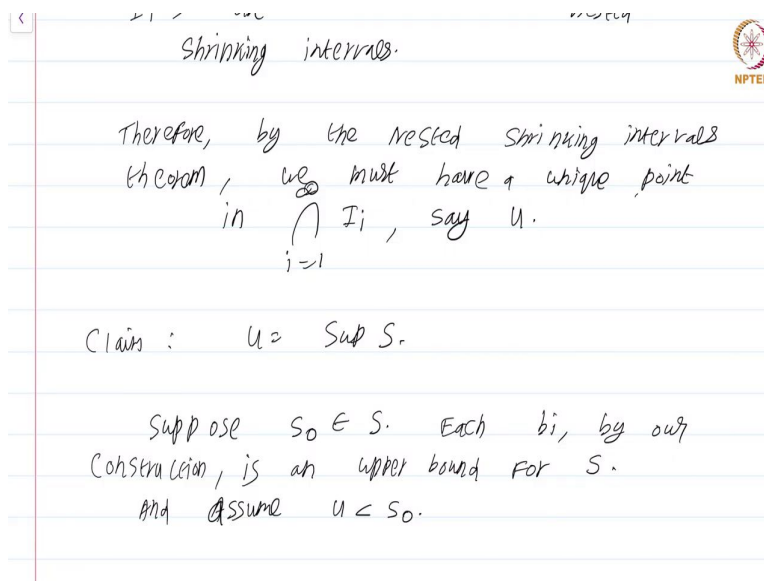 Shrinking intervals.
NPTEL
Therefore, by the Nested Shrinking intervals
theorem, we must have a unique point
in ∞⋂i=1 Ii, say u.
Claim : u = Sup S.
Suppose S₀ ∈ S. Each bi, by our
Construction, is an upper bound For S.
And Assume u < S₀.